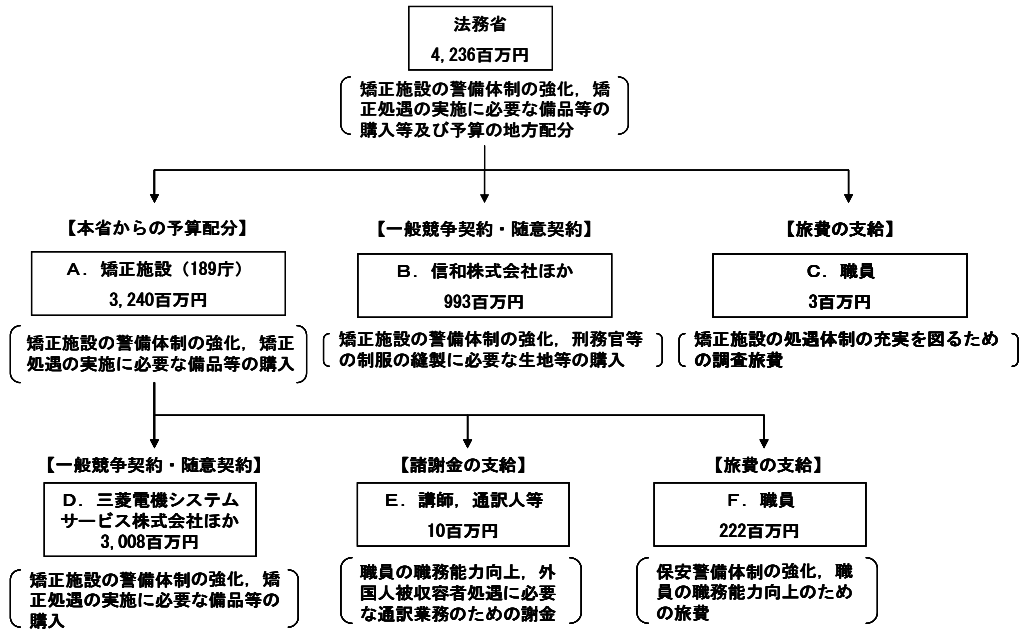 法務省
4,236百万円
矯正施設の警備体制の強化，矯
正処遇の実施に必要な備品等の
購入等及び予算の地方配分
【本省からの予算配分】
Ａ．矯正施設（189庁）
3,240百万円
矯正施設の警備体制の強化，矯正
処遇の実施に必要な備品等の購入
【一般競争契約・随意契約】
Ｂ．信和株式会社ほか
993百万円
矯正施設の警備体制の強化，刑務官等
の制服の縫製に必要な生地等の購入
【旅費の支給】
Ｃ．職員
3百万円
矯正施設の処遇体制の充実を図るため
の調査旅費
【一般競争契約・随意契約】
Ｄ．三菱電機システム
サービス株式会社ほか
3,008百万円
矯正施設の警備体制の強化，矯
正処遇の実施に必要な備品等の
購入
【諸謝金の支給】
Ｅ．講師，通訳人等
10百万円
職員の職務能力向上，外
国人被収容者処遇に必要
な通訳業務のための謝金
【旅費の支給】
Ｆ．職員
222百万円
保安警備体制の強化，職
員の職務能力向上のため
の旅費